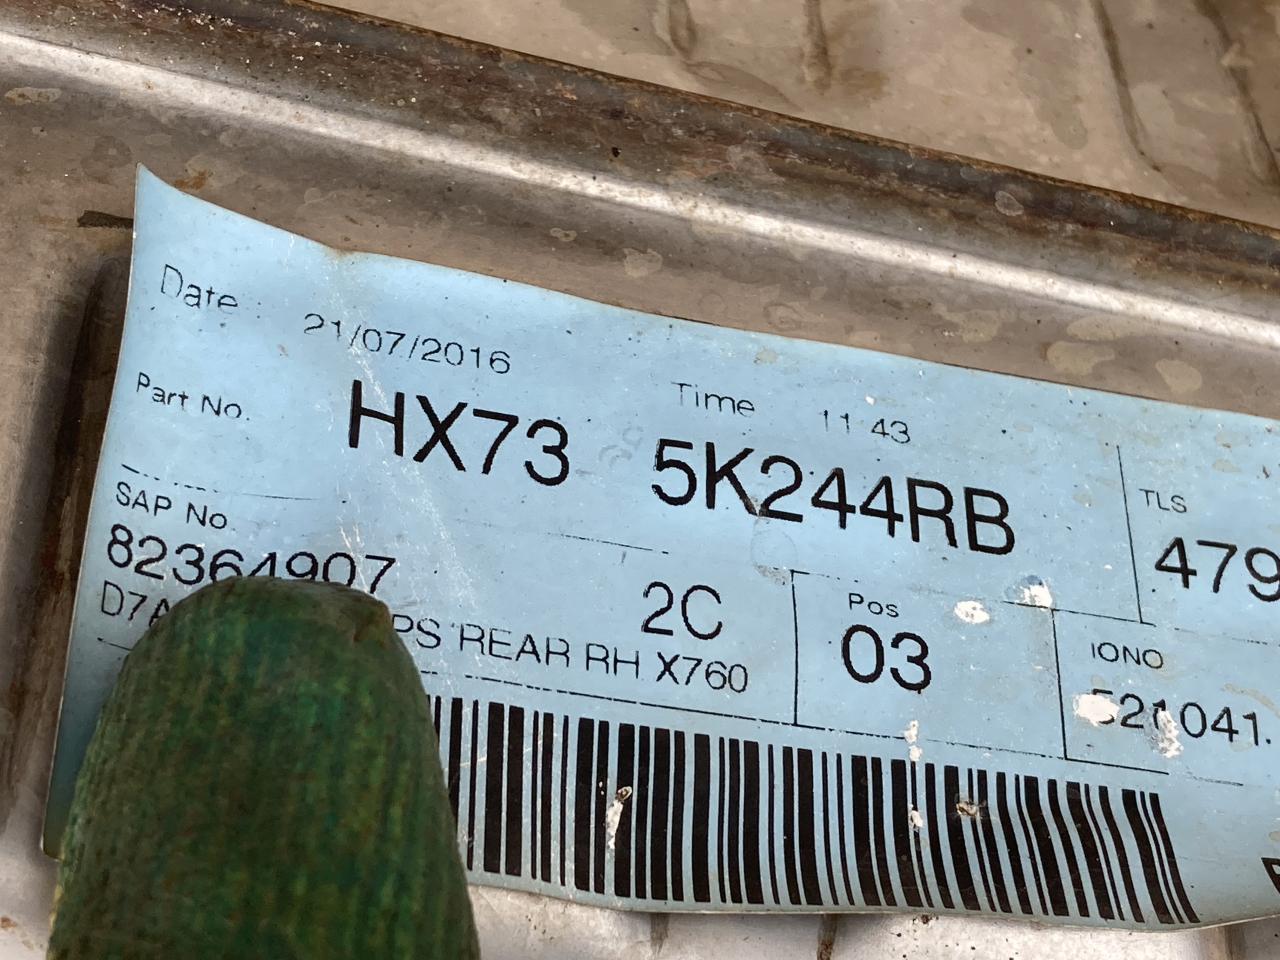 Date 21/07/2016
Time 11 43
Part No. HX73 5K244RB
TLS
479
SAP No
82364907
2C
Pos
03
IONO
521041.
REAR RH X760